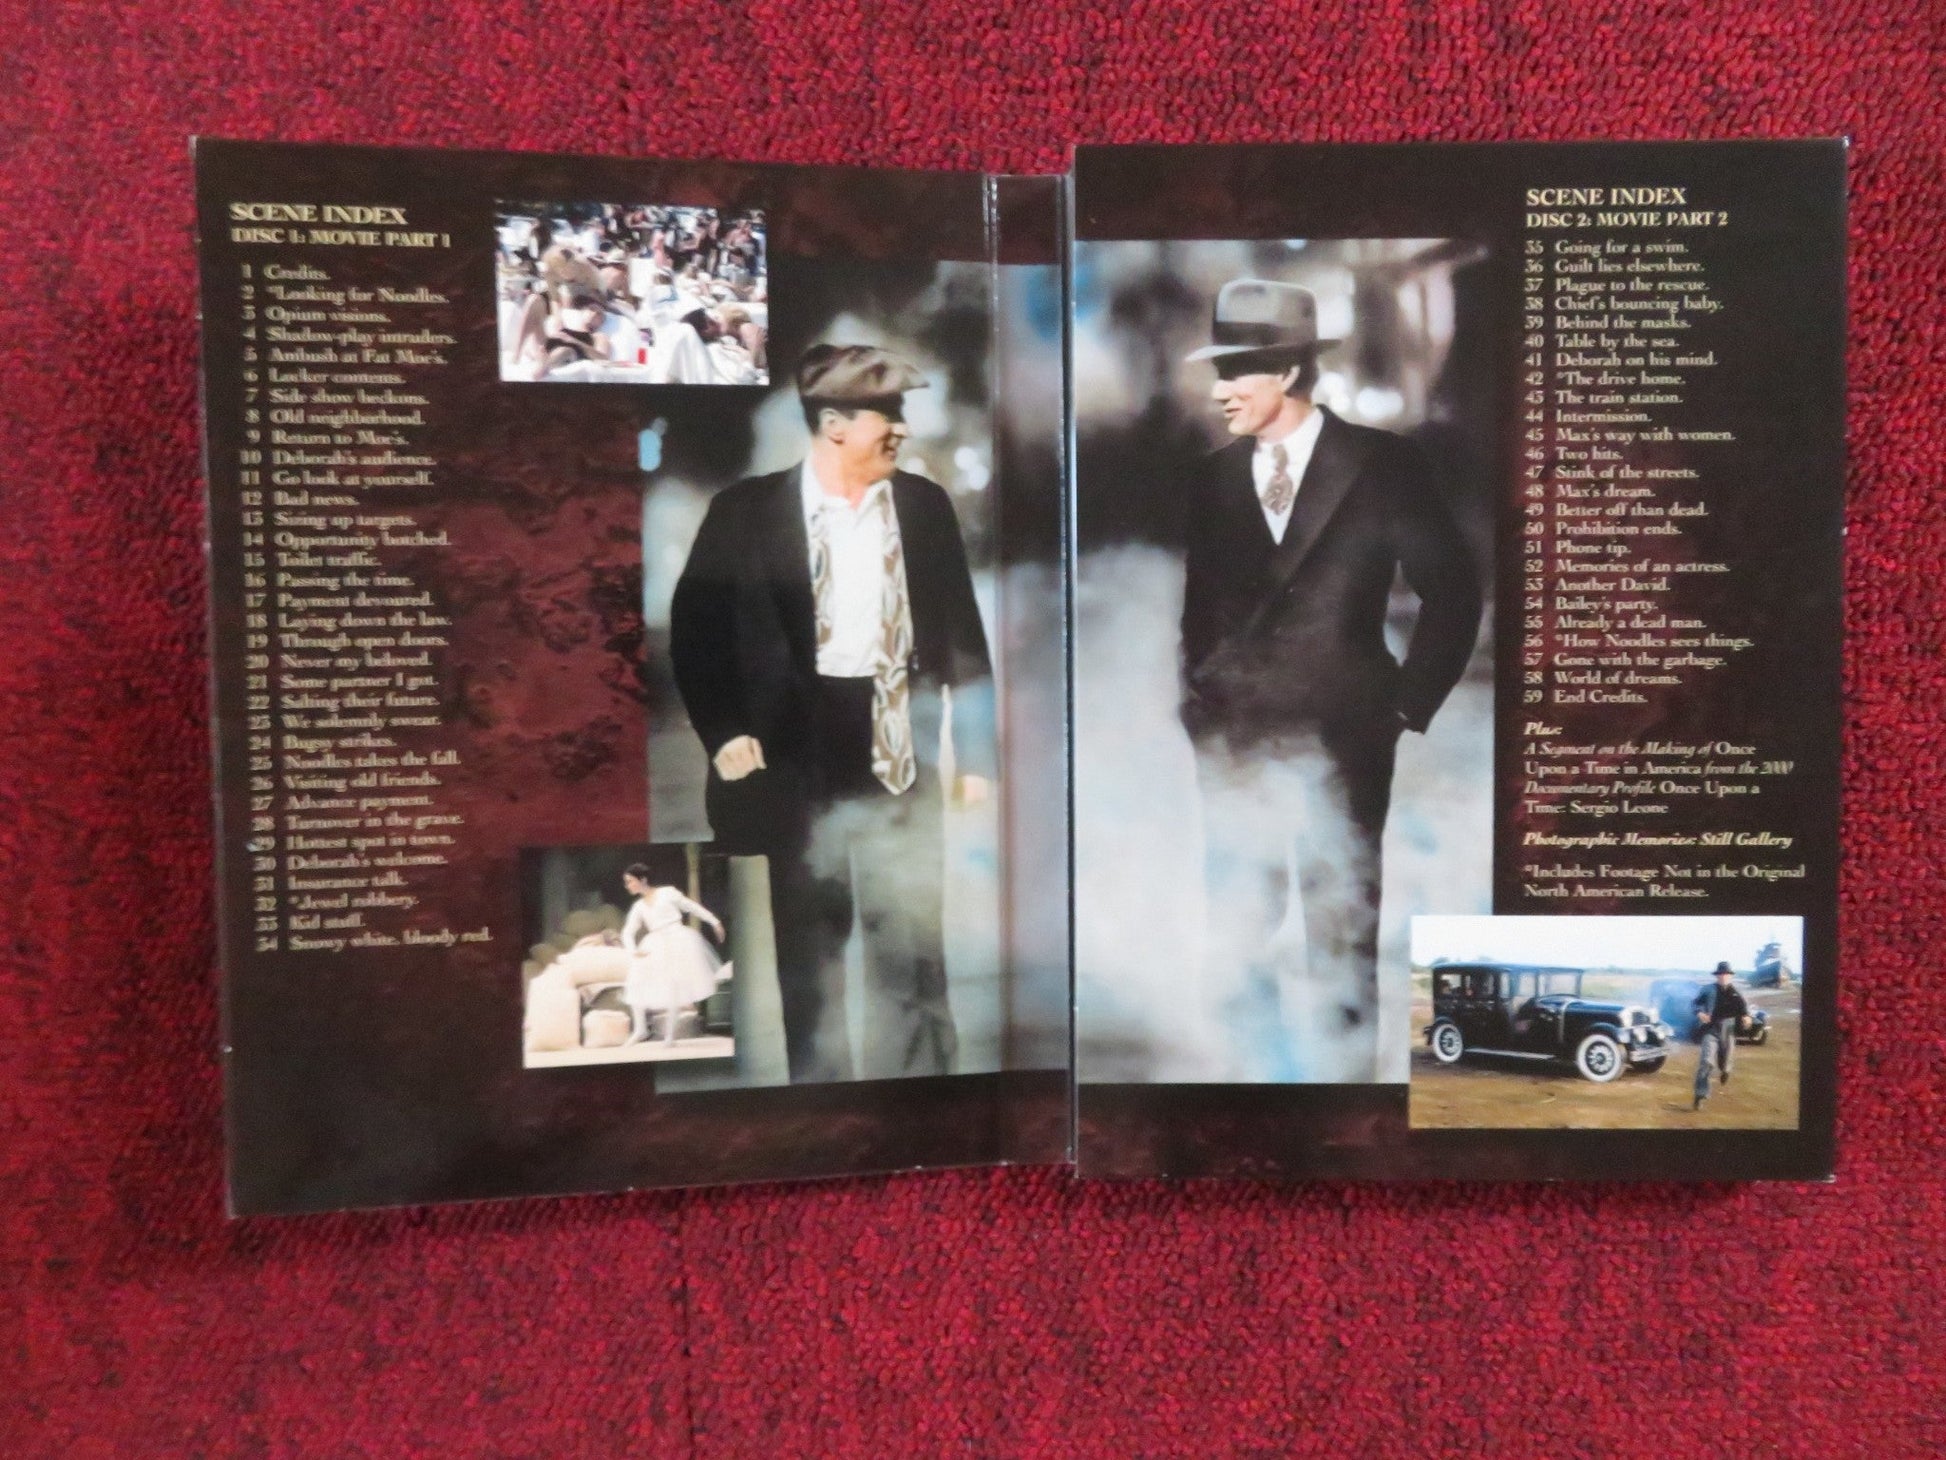 SCENE INDEX
DISC 1: MOVIE PART 1
1 Credits.
2 *Looking for Noodles.
3 Opium visions.
4 Shadow-play intruders.
5 Ambush at Fat Moe's.
6 Locker contents.
7 Side show beckons.
8 Old neighborhood.
9 Return to Moe's.
10 Deborah's audience.
11 Go look at yourself.
12 Bad news.
13 Sizing up targets.
14 Opportunity botched.
15 Toilet traffic.
16 Passing the time.
17 Payment devoured.
18 Laying down the law.
19 Through open doors.
20 Never my beloved.
21 Some partner I got.
22 Salting their future.
23 We solemnly swear.
24 Bugsy strikes.
25 Noodles takes the fall.
26 Visiting old friends.
27 Advance payment.
28 Turnover in the grave.
29 Hottest spot in town.
30 Deborah's welcome.
31 Insurance talk.
32 *Jewel robbery.
33 Kid stuff.
34 Snowy white, bloody red.
SCENE INDEX
DISC 2: MOVIE PART 2
35 Going for a swim.
36 Guilt lies elsewhere.
37 Plague to the rescue.
38 Chief's bouncing baby.
39 Behind the masks.
40 Table by the sea.
41 Deborah on his mind.
42 *The drive home.
43 The train station.
44 Intermission.
45 Max's way with women.
46 Two hits.
47 Stink of the streets.
48 Max's dream.
49 Better off than dead.
50 Prohibition ends.
51 Phone tip.
52 Memories of an actress.
53 Another David.
54 Bailey's party.
55 Already a dead man.
56 *How Noodles sees things.
57 Gone with the garbage.
58 World of dreams.
59 End Credits.
Plus:
A Segment on the Making of Once
Upon a Time in America from the 2000
Documentary Profile Once Upon a
Time: Sergio Leone
Photographic Memories: Still Gallery
*Includes Footage Not in the Original
North American Release.